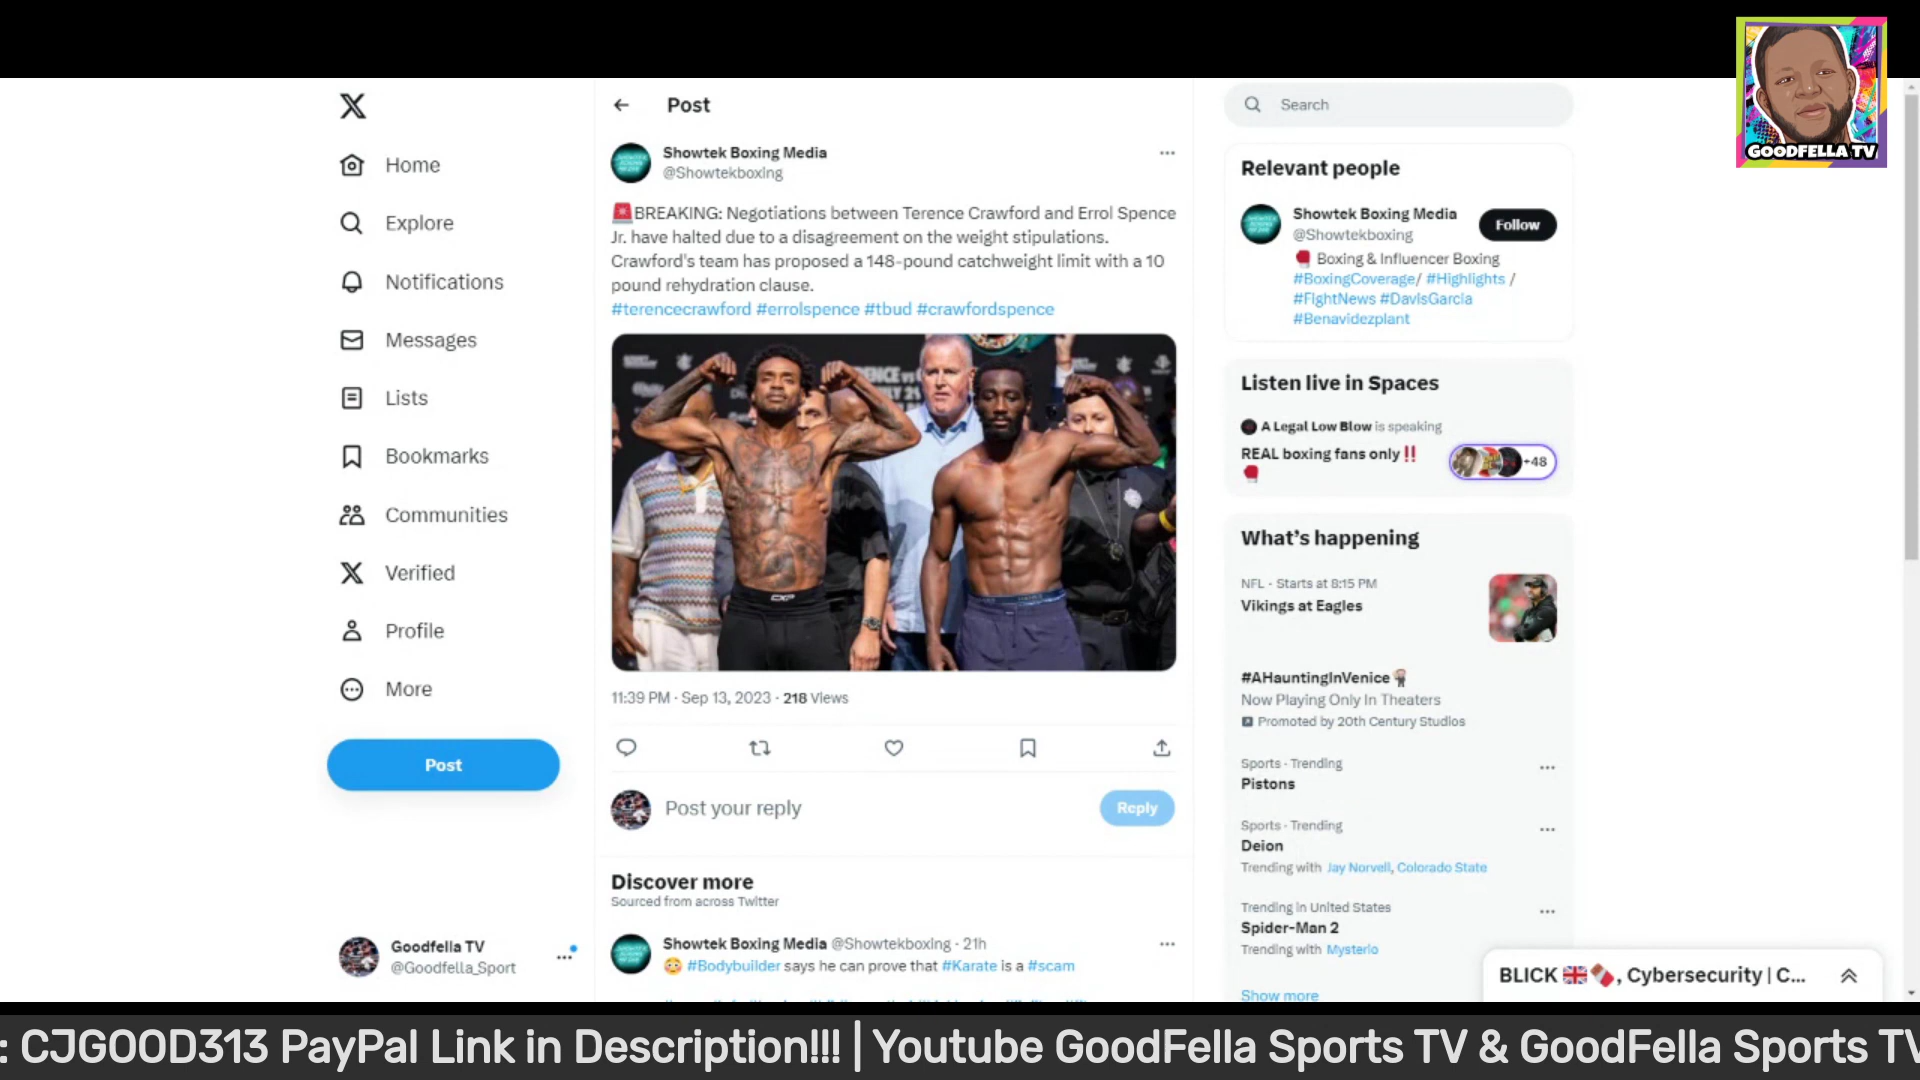 GOODFELLA TV
Home
Explore
Notifications
Messages
Lists
Bookmarks
Communities
Verified
Profile
More
Post
Goodfella TV
@Goodfella_Sport
Post
Showtek Boxing Media
@Showtekboxing
🚨BREAKING: Negotiations between Terence Crawford and Errol Spence
Jr. have halted due to a disagreement on the weight stipulations.
Crawford's team has proposed a 148-pound catchweight limit with a 10
pound rehydration clause.
#terencecrawford #errolspence #tbud #crawfordspence
11:39 PM · Sep 13, 2023 · 218 Views
Post your reply
Reply
Discover more
Sourced from across Twitter
Showtek Boxing Media @Showtekboxing · 21h
😳 #Bodybuilder says he can prove that #Karate is a #scam
Search
Relevant people
Showtek Boxing Media
@Showtekboxing
Follow
🥊 Boxing & Influencer Boxing
#BoxingCoverage/ #Highlights /
#FightNews #DavisGarcia
#Benavidezplant
Listen live in Spaces
A Legal Low Blow is speaking
REAL boxing fans only ‼️
🥊
+48
What's happening
NFL · Starts at 8:15 PM
Vikings at Eagles
#AHauntingInVenice
Now Playing Only In Theaters
Promoted by 20th Century Studios
Sports · Trending
Pistons
Sports · Trending
Deion
Trending with Jay Norvell, Colorado State
Trending in United States
Spider-Man 2
Trending with Mysterio
Show more
BLICK 🇬🇧🍫, Cybersecurity | C...
: CJGOOD313 PayPal Link in Description!!! | Youtube GoodFella Sports TV & GoodFella Sports TV